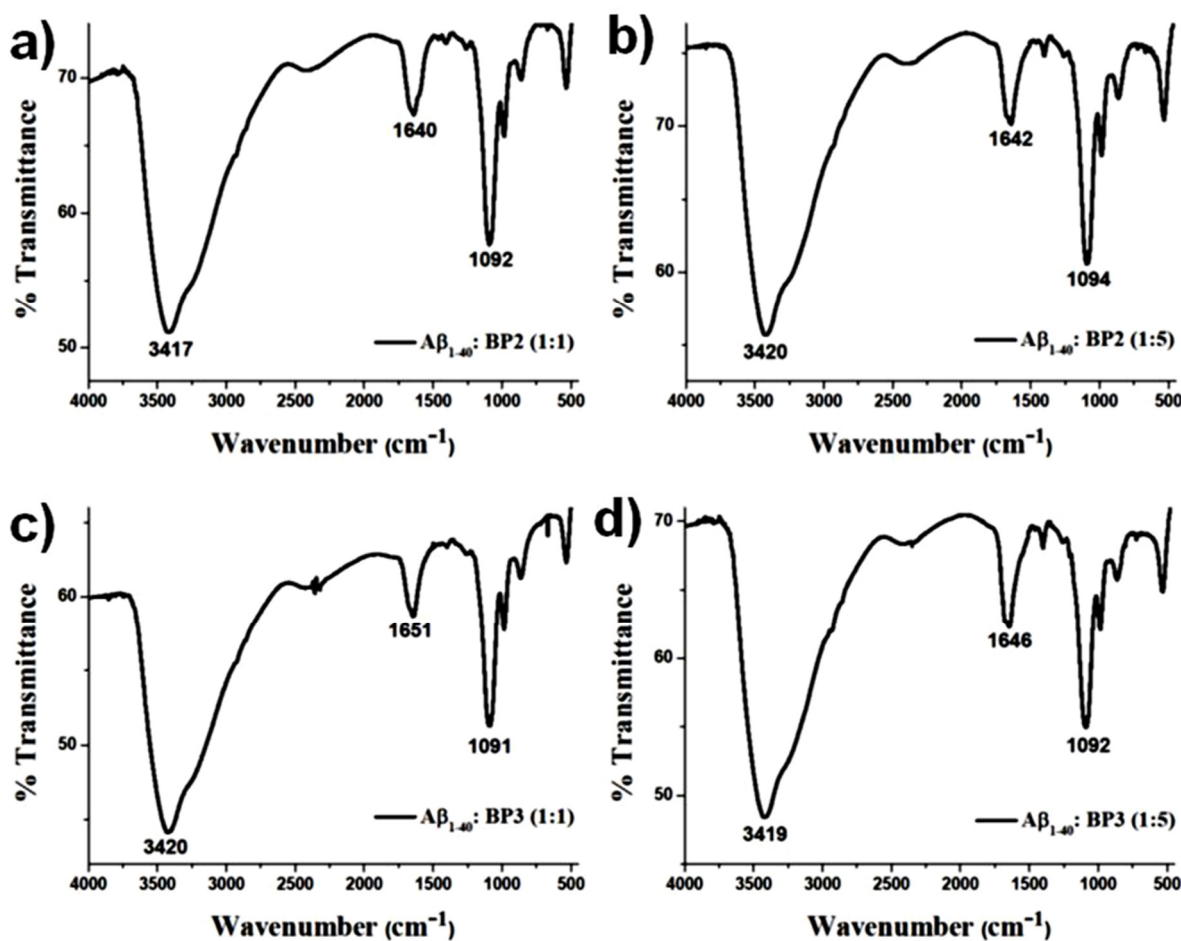 a)
% Transmittance
70
60
50
3417
1640
1092
Aβ₁₋₄₀: BP2 (1:1)
4000 3500 3000 2500 2000 1500 1000 500
Wavenumber (cm⁻¹)
b)
% Transmittance
70
60
3420
1642
1094
Aβ₁₋₄₀: BP2 (1:5)
4000 3500 3000 2500 2000 1500 1000 500
Wavenumber (cm⁻¹)
c)
% Transmittance
60
50
3420
1651
1091
Aβ₁₋₄₀: BP3 (1:1)
4000 3500 3000 2500 2000 1500 1000 500
Wavenumber (cm⁻¹)
d)
% Transmittance
70
60
50
3419
1646
1092
Aβ₁₋₄₀: BP3 (1:5)
4000 3500 3000 2500 2000 1500 1000 500
Wavenumber (cm⁻¹)